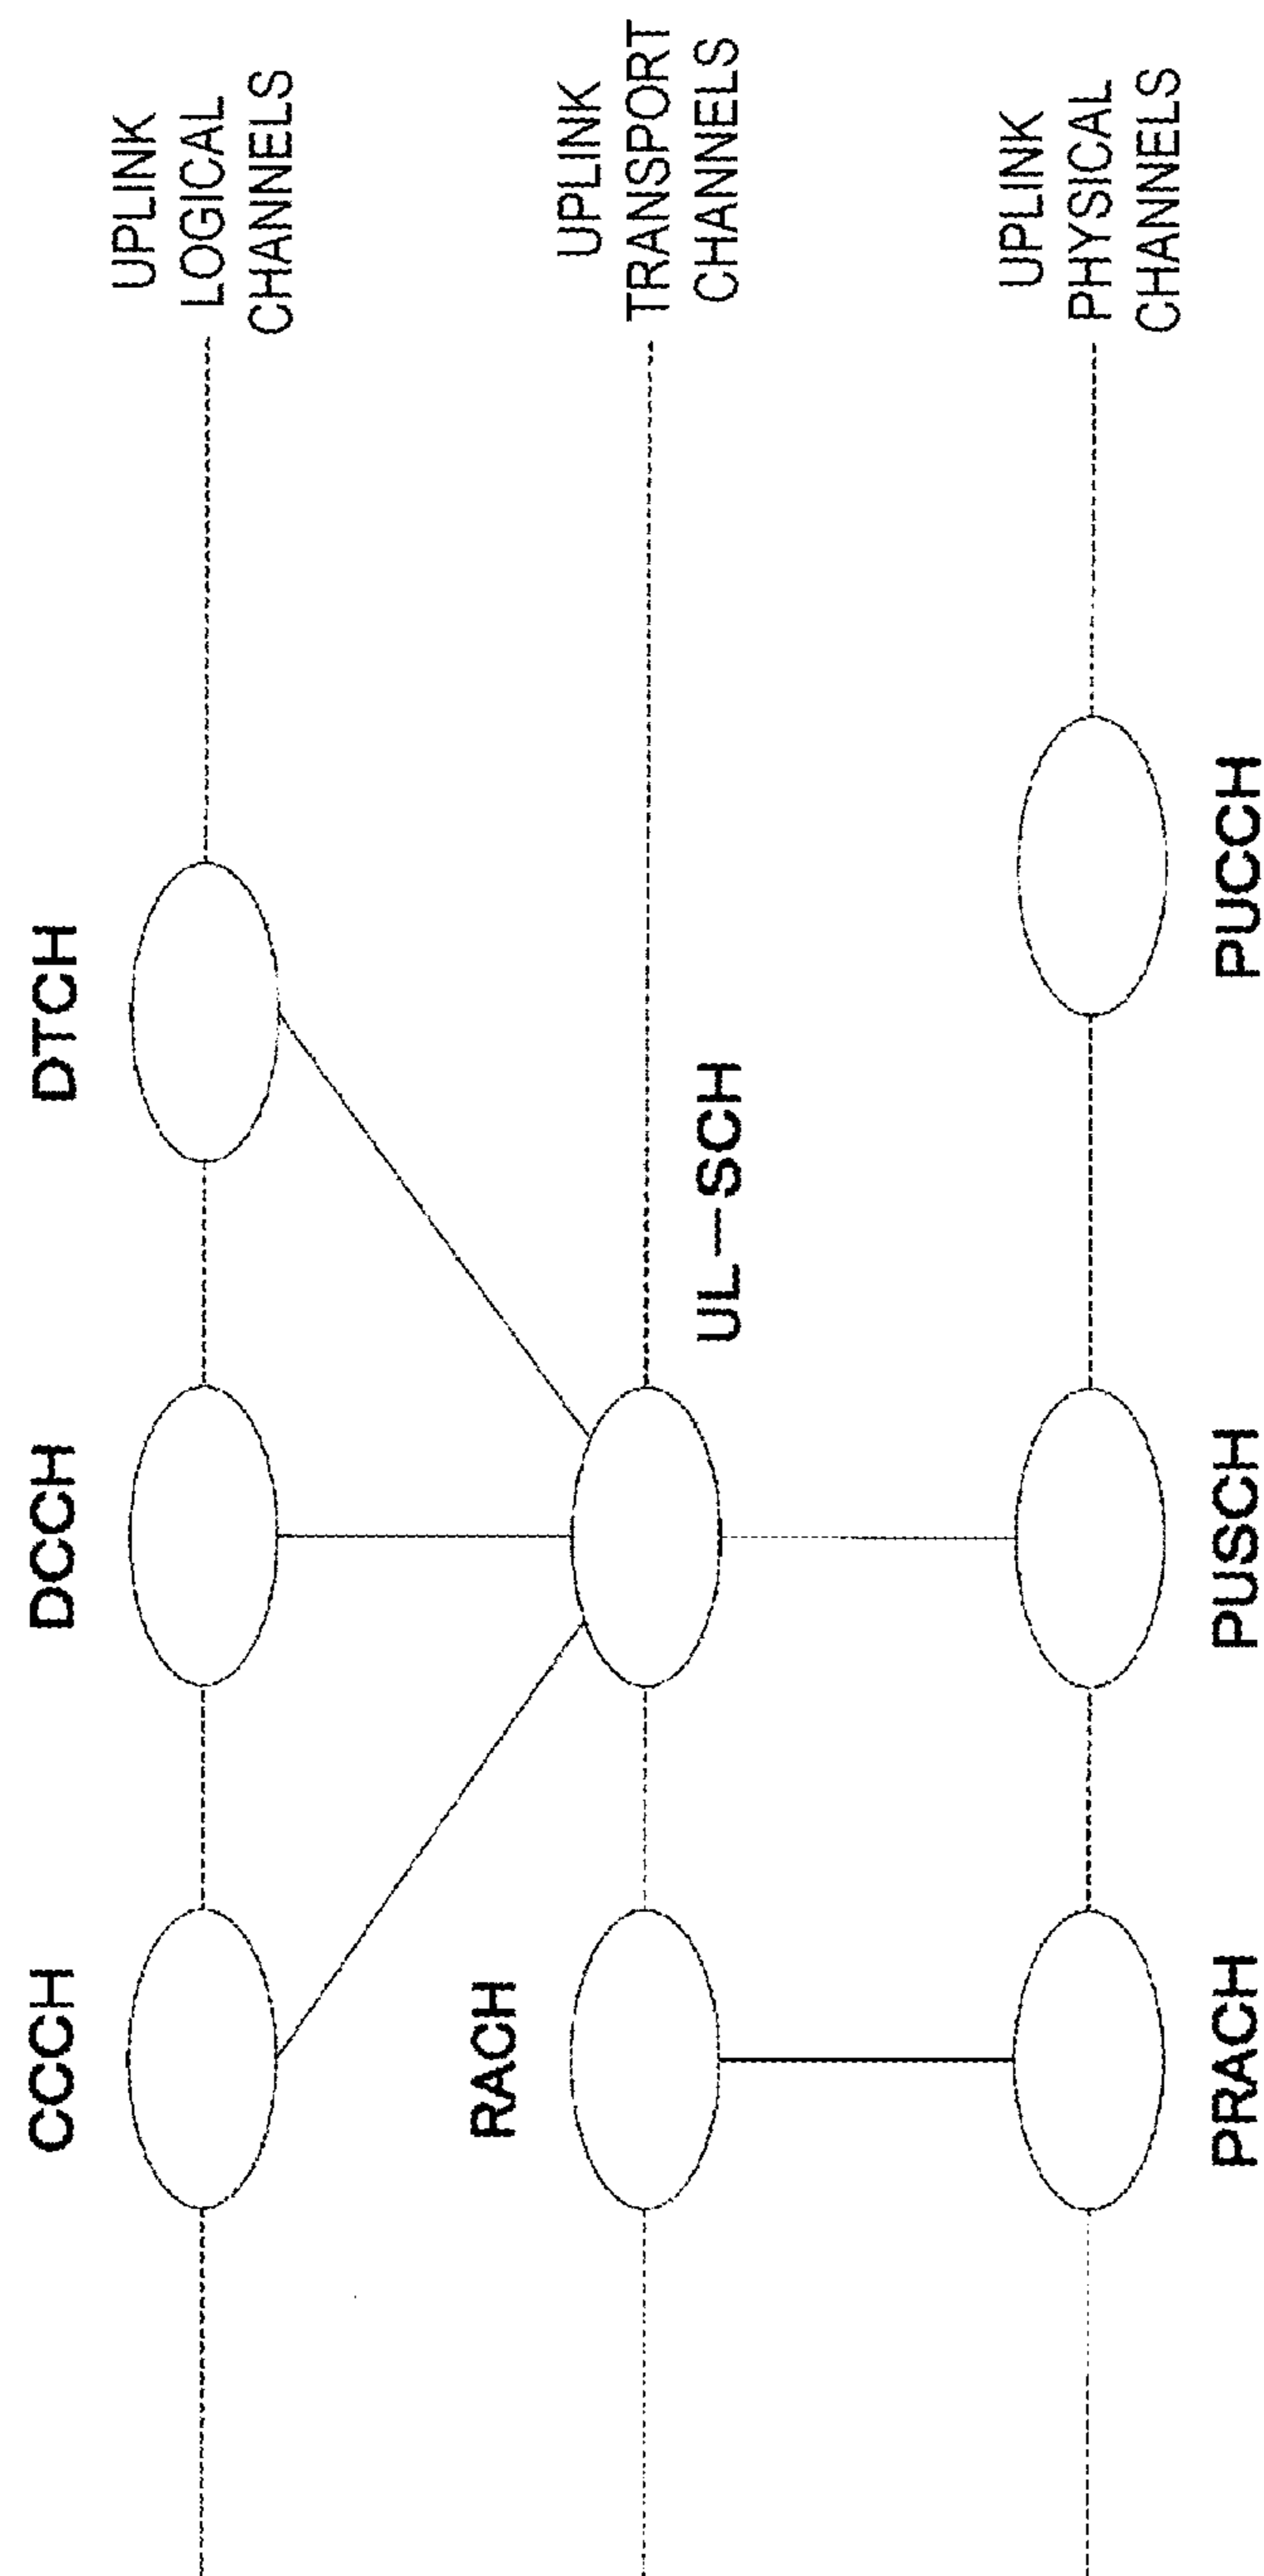 CCCH
DCCH
DTCH
UPLINK
LOGICAL
CHANNELS
RACH
UL-SCH
UPLINK
TRANSPORT
CHANNELS
PRACH
PUSCH
PUCCH
UPLINK
PHYSICAL
CHANNELS